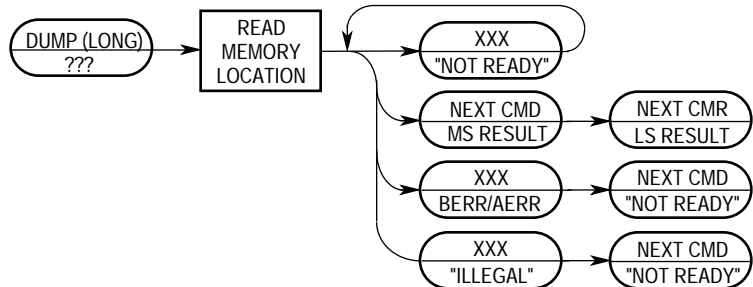 DUMP (LONG)
???
READ
MEMORY
LOCATION
XXX
"NOT READY"
NEXT CMD
MS RESULT
NEXT CMR
LS RESULT
XXX
BERR/AERR
NEXT CMD
"NOT READY"
XXX
"ILLEGAL"
NEXT CMD
"NOT READY"